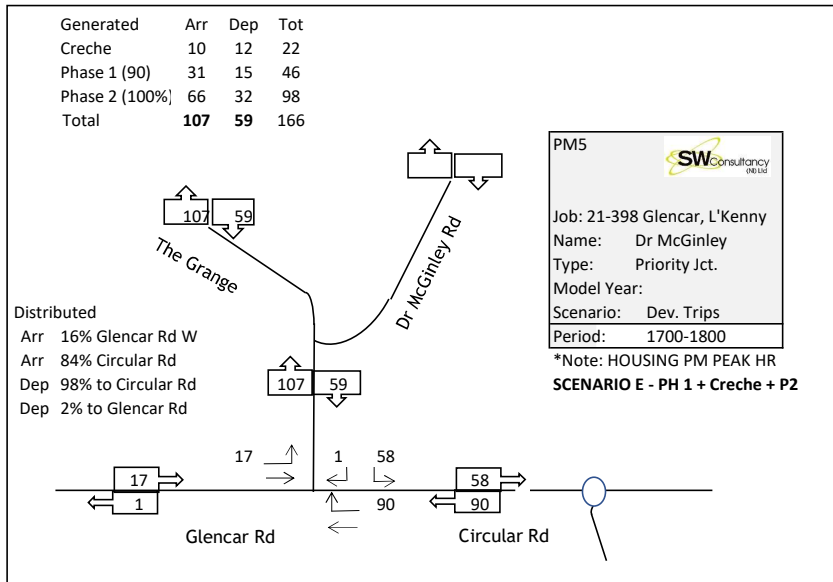 Generated Arr Dep Tot
Creche 10 12 22
Phase 1 (90) 31 15 46
Phase 2 (100%) 66 32 98
Total 107 59 166
PM5
SW Consultancy
(NI) Ltd
Job: 21-398 Glencar, L'Kenny
Name: Dr McGinley
Type: Priority Jct.
Model Year:
Scenario: Dev. Trips
Period: 1700-1800
*Note: HOUSING PM PEAK HR
SCENARIO E - PH 1 + Creche + P2
107 59
The Grange
Dr McGinley Rd
Distributed
Arr 16% Glencar Rd W
Arr 84% Circular Rd
Dep 98% to Circular Rd
Dep 2% to Glencar Rd
107 59
17 1 58
17 58
1 90 90
Glencar Rd Circular Rd